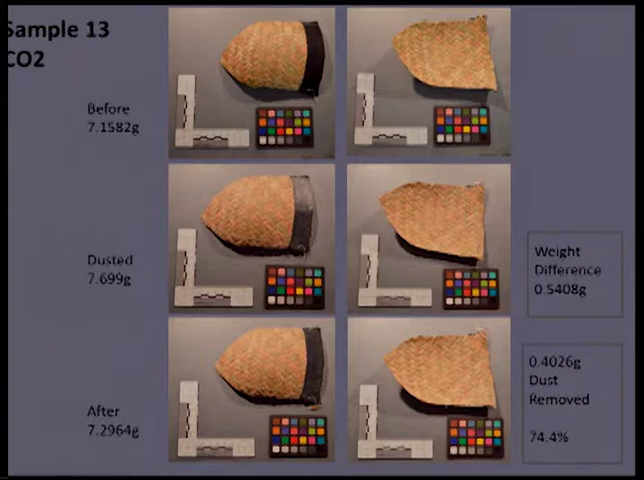 Sample 13
CO2
Before
7.1582g
Dusted
7.699g
Weight
Difference
0.5408g
After
7.2964g
0.4026g
Dust
Removed
74.4%